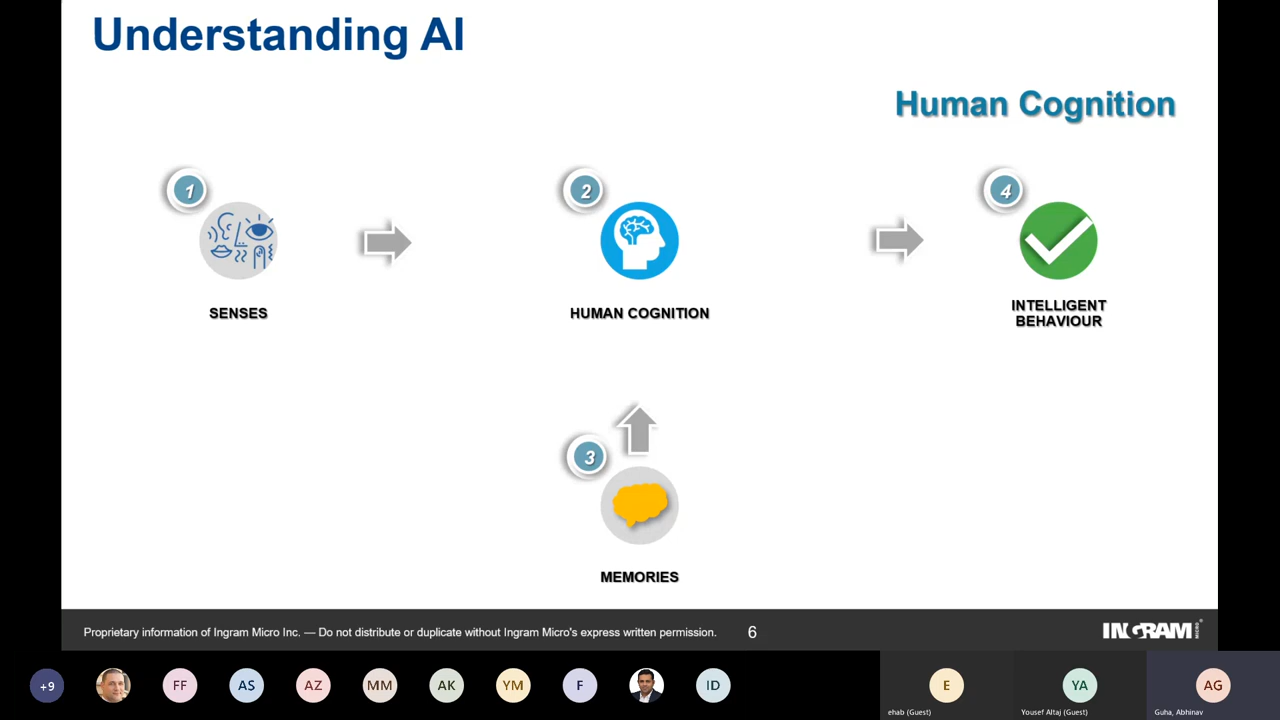 Understanding AI
Human Cognition
1
2
4
SENSES
HUMAN COGNITION
INTELLIGENT
BEHAVIOUR
3
MEMORIES
Proprietary information of Ingram Micro Inc. — Do not distribute or duplicate without Ingram Micro's express written permission.
6
INGRAM MICRO®
+9
FF
AS
AZ
MM
AK
YM
F
ID
E
ehab (Guest)
YA
Yousef Altaj (Guest)
AG
Guha, Abhinav